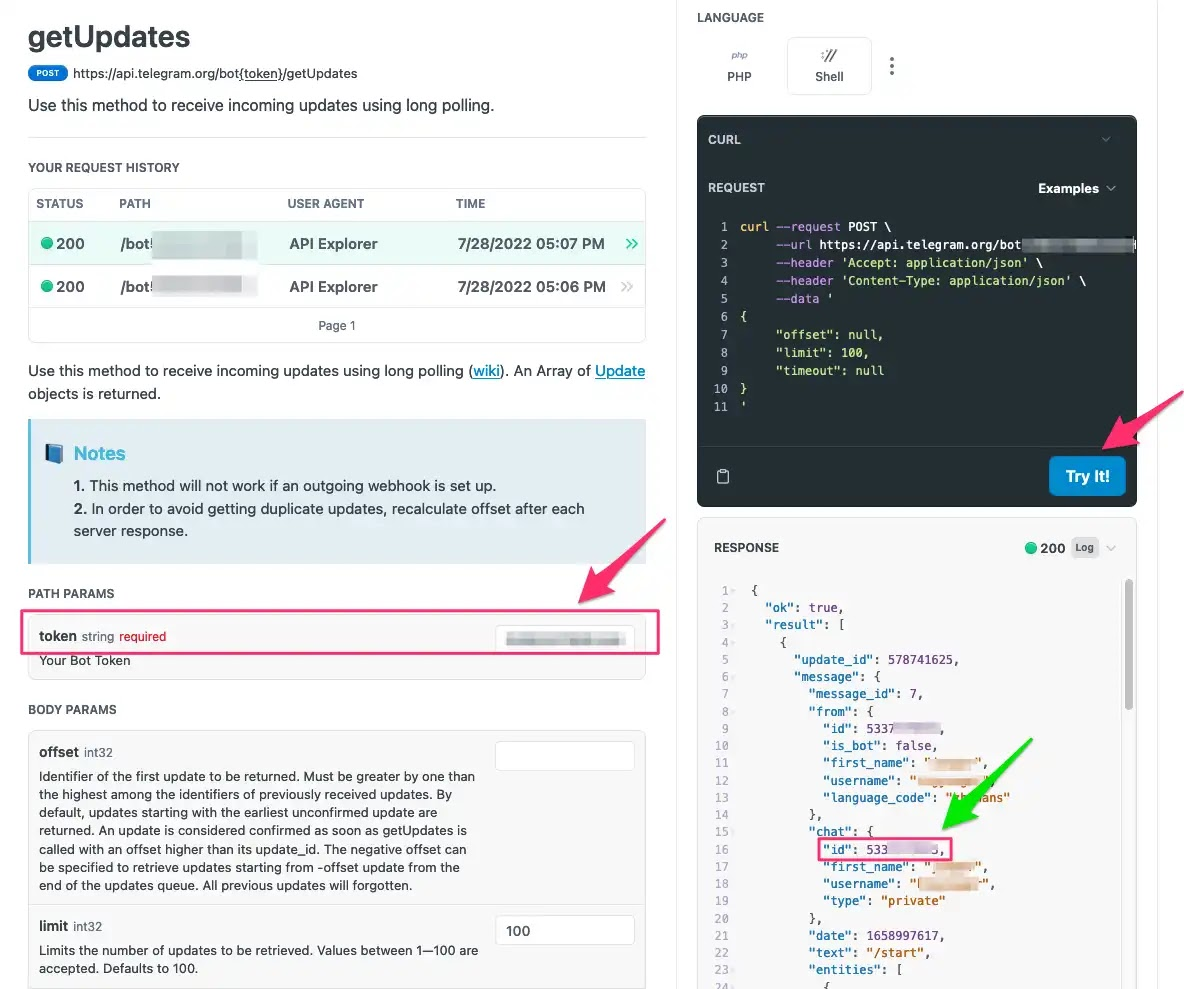 getUpdates
POST https://api.telegram.org/bot{token}/getUpdates
Use this method to receive incoming updates using long polling.
YOUR REQUEST HISTORY
STATUS PATH USER AGENT TIME
200 /bot API Explorer 7/28/2022 05:07 PM
200 /bot API Explorer 7/28/2022 05:06 PM
Page 1
Use this method to receive incoming updates using long polling (wiki). An Array of Update
objects is returned.
Notes
1. This method will not work if an outgoing webhook is set up.
2. In order to avoid getting duplicate updates, recalculate offset after each
server response.
PATH PARAMS
token string required
Your Bot Token
BODY PARAMS
offset int32
Identifier of the first update to be returned. Must be greater by one than
the highest among the identifiers of previously received updates. By
default, updates starting with the earliest unconfirmed update are
returned. An update is considered confirmed as soon as getUpdates is
called with an offset higher than its update_id. The negative offset can
be specified to retrieve updates starting from -offset update from the
end of the updates queue. All previous updates will forgotten.
limit int32
100
Limits the number of updates to be retrieved. Values between 1—100 are
accepted. Defaults to 100.
LANGUAGE
php
PHP
Shell
CURL
REQUEST Examples
1 curl --request POST \
2 --url https://api.telegram.org/bot
3 --header 'Accept: application/json' \
4 --header 'Content-Type: application/json' \
5 --data '
6 {
7 "offset": null,
8 "limit": 100,
9 "timeout": null
10 }
11 '
Try It!
RESPONSE 200 Log
1 {
2 "ok": true,
3 "result": [
4 {
5 "update_id": 578741625,
6 "message": {
7 "message_id": 7,
8 "from": {
9 "id": 5337
10 "is_bot": false,
11 "first_name": "
12 "username": "
13 "language_code":
14 },
15 "chat": {
16 "id": 533
17 "first_name": "
18 "username": "
19 "type": "private"
20 },
21 "date": 1658997617,
22 "text": "/start",
23 "entities": [
24 {